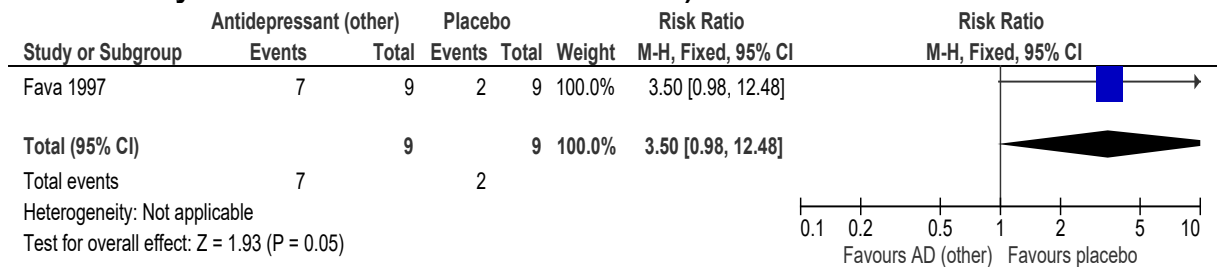 Antidepressant (other) Placebo Risk Ratio Risk Ratio
Study or Subgroup Events Total Events Total Weight M-H, Fixed, 95% CI M-H, Fixed, 95% CI
Fava 1997 7 9 2 9 100.0% 3.50 [0.98, 12.48]
Total (95% CI) 9 9 100.0% 3.50 [0.98, 12.48]
Total events 7 2
Heterogeneity: Not applicable
Test for overall effect: Z = 1.93 (P = 0.05)
0.1 0.2 0.5 1 2 5 10
Favours AD (other) Favours placebo